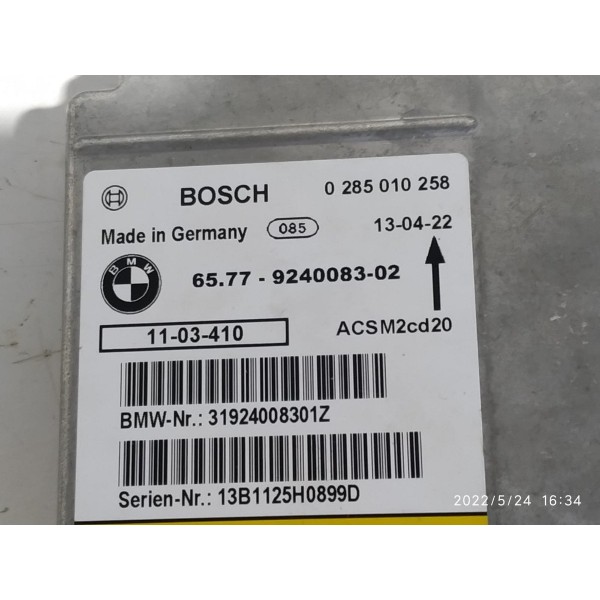 BOSCH 0 285 010 258
Made in Germany 085 13-04-22
BMW 65.77 - 9240083-02
11-03-410 ACSM2cd20
BMW-Nr.: 31924008301Z
Serien-Nr.: 13B1125H0899D
2022/5/24 16:34